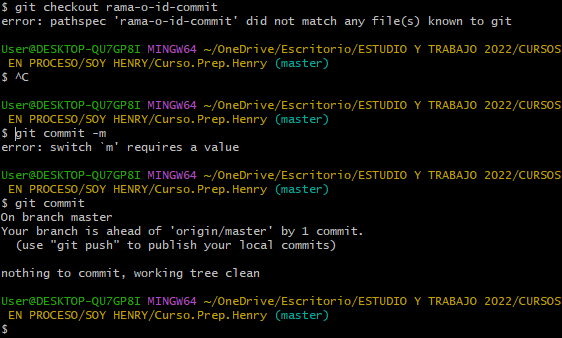 $ git checkout rama-o-id-commit
error: pathspec 'rama-o-id-commit' did not match any file(s) known to git
User@DESKTOP-QU7GP8I MINGW64 ~/OneDrive/Escritorio/ESTUDIO Y TRABAJO 2022/CURSOS
EN PROCESO/SOY HENRY/Curso.Prep.Henry (master)
$ ^C
User@DESKTOP-QU7GP8I MINGW64 ~/OneDrive/Escritorio/ESTUDIO Y TRABAJO 2022/CURSOS
EN PROCESO/SOY HENRY/Curso.Prep.Henry (master)
$ git commit -m
error: switch `m' requires a value
User@DESKTOP-QU7GP8I MINGW64 ~/OneDrive/Escritorio/ESTUDIO Y TRABAJO 2022/CURSOS
EN PROCESO/SOY HENRY/Curso.Prep.Henry (master)
$ git commit
On branch master
Your branch is ahead of 'origin/master' by 1 commit.
(use "git push" to publish your local commits)
nothing to commit, working tree clean
User@DESKTOP-QU7GP8I MINGW64 ~/OneDrive/Escritorio/ESTUDIO Y TRABAJO 2022/CURSOS
EN PROCESO/SOY HENRY/Curso.Prep.Henry (master)
$